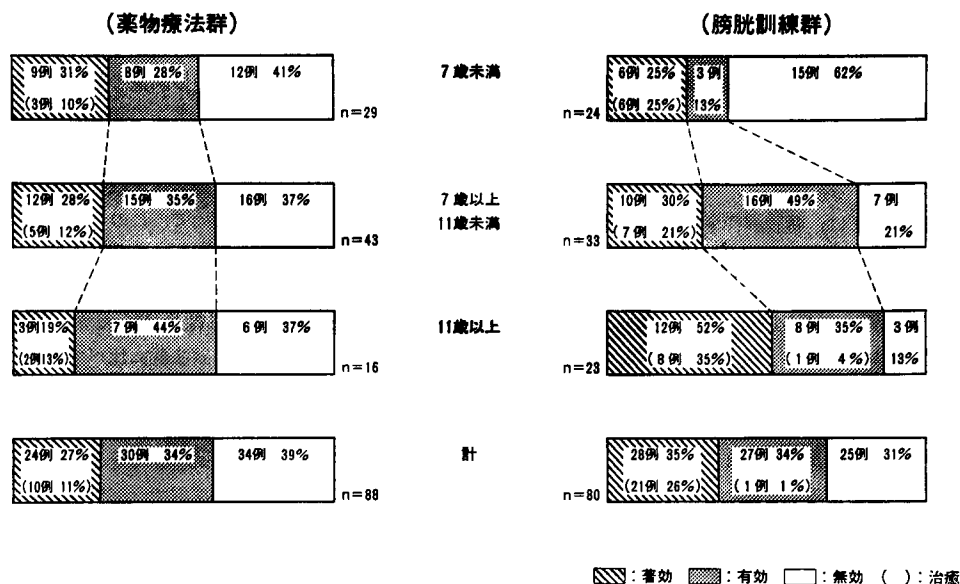 (薬物療法群) (膀胱訓練群)
9例 31% 8例 28% 12例 41% 7歳未満 6例 25% 3例 15例 62%
(3例 10%) (6例 25%) 13%
n=29 n=24
12例 28% 15例 35% 16例 37% 7歳以上 10例 30% 16例 49% 7例
(5例 12%) 11歳未満 (7例 21%) 21%
n=43 n=33
3例19% 7例 44% 6例 37% 11歳以上 12例 52% 8例 35% 3例
(2例13%) (8例 35%) (1例 4%) 13%
n=16 n=23
24例 27% 30例 34% 34例 39% 計 28例 35% 27例 34% 25例 31%
(10例 11%) (21例 26%) (1例 1%)
n=88 n=80
:著効 :有効 :無効 ( ):治癒